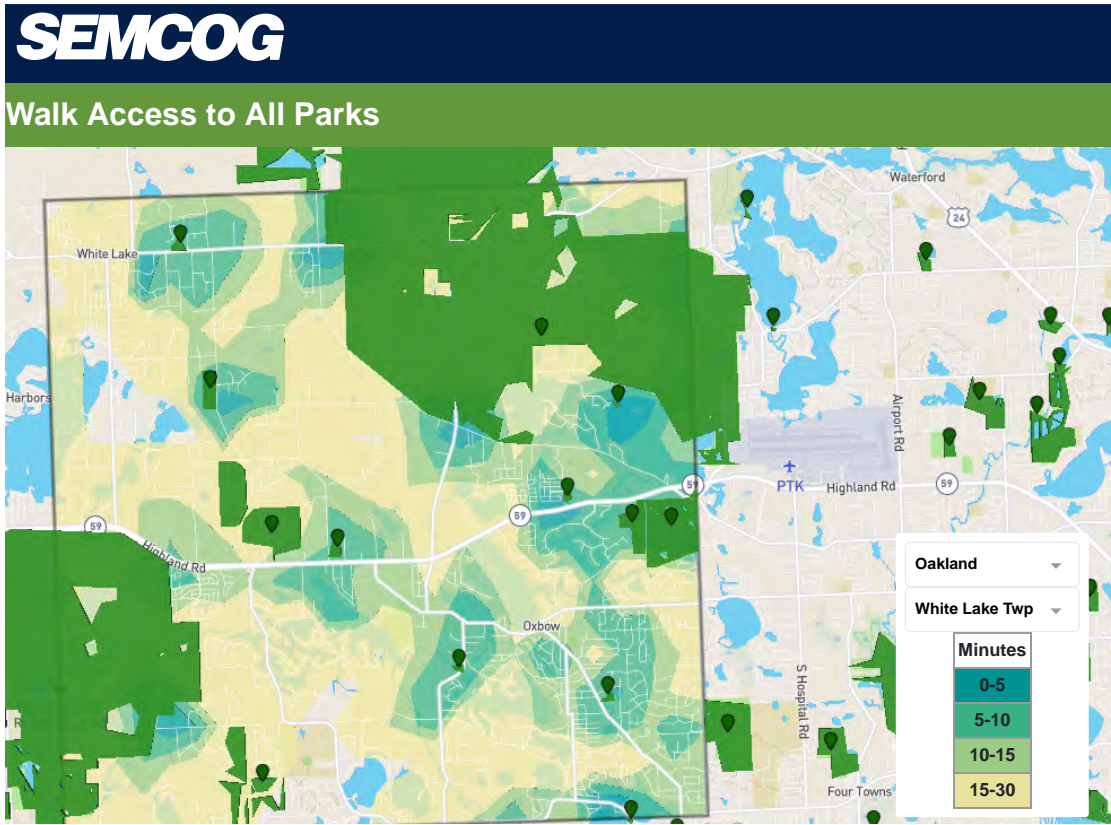 SEMCOG
Walk Access to All Parks
Waterford
24
White Lake
Harbors
Airport Rd
PTK
Highland Rd
59
59
59
59
Highland Rd
Oxbow
S Hospital Rd
Four Towns
Oakland
White Lake Twp
Minutes
0-5
5-10
10-15
15-30